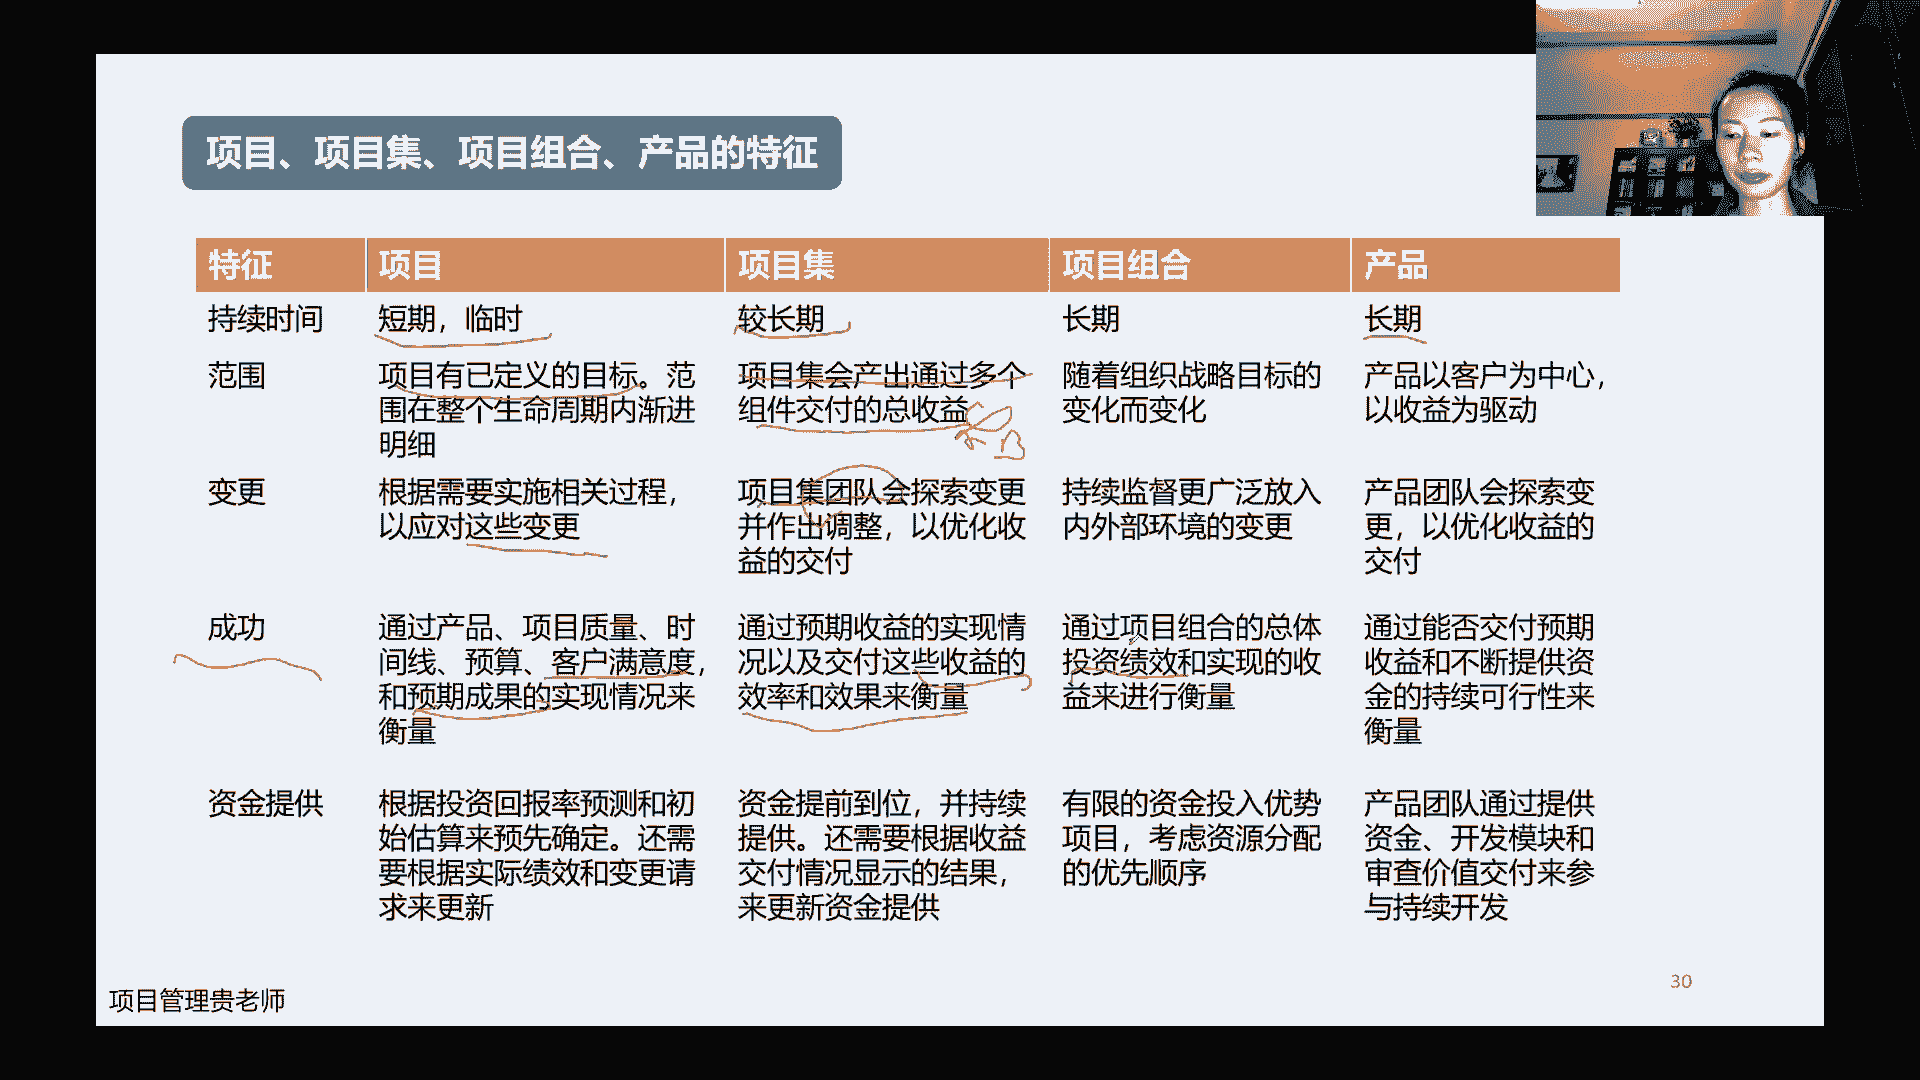 项目、项目集、项目组合、产品的特征
特征 项目 项目集 项目组合 产品
持续时间 短期，临时 较长期 长期 长期
范围
项目有已定义的目标。范
围在整个生命周期内渐进
明细
项目集会产出通过多个
组件交付的总收益
随着组织战略目标的
变化而变化
产品以客户为中心，
以收益为驱动
变更
根据需要实施相关过程，
以应对这些变更
项目集团队会探索变更
并作出调整，以优化收
益的交付
持续监督更广泛放入
内外部环境的变更
产品团队会探索变
更，以优化收益的
交付
成功
通过产品、项目质量、时
间线、预算、客户满意度，
和预期成果的实现情况来
衡量
通过预期收益的实现情
况以及交付这些收益的
效率和效果来衡量
通过项目组合的总体
投资绩效和实现的收
益来进行衡量
通过能否交付预期
收益和不断提供资
金的持续可行性来
衡量
资金提供
根据投资回报率预测和初
始估算来预先确定。还需
要根据实际绩效和变更请
求来更新
资金提前到位，并持续
提供。还需要根据收益
交付情况显示的结果，
来更新资金提供
有限的资金投入优势
项目，考虑资源分配
的优先顺序
产品团队通过提供
资金、开发模块和
审查价值交付来参
与持续开发
30
项目管理贵老师